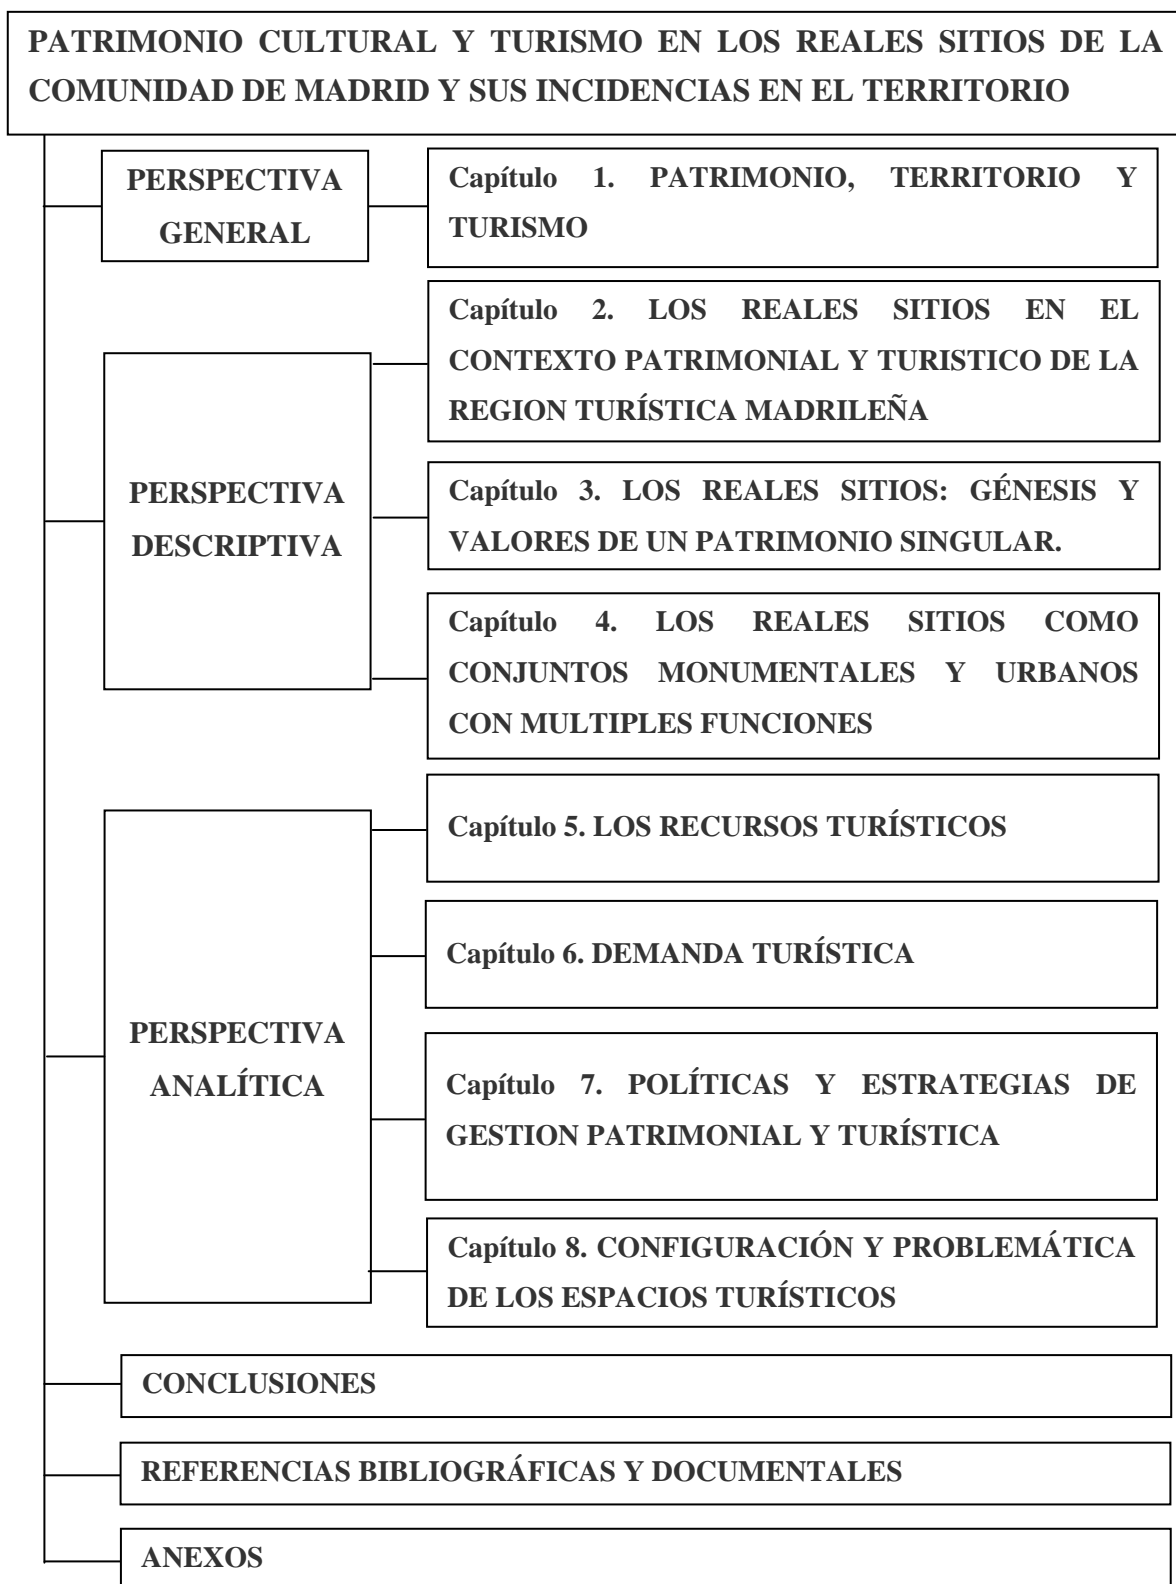 PATRIMONIO CULTURAL Y TURISMO EN LOS REALES SITIOS DE LA
COMUNIDAD DE MADRID Y SUS INCIDENCIAS EN EL TERRITORIO
PERSPECTIVA
GENERAL
Capítulo 1. PATRIMONIO, TERRITORIO Y
TURISMO
PERSPECTIVA
DESCRIPTIVA
Capítulo 2. LOS REALES SITIOS EN EL
CONTEXTO PATRIMONIAL Y TURISTICO DE LA
REGION TURÍSTICA MADRILEÑA
Capítulo 3. LOS REALES SITIOS: GÉNESIS Y
VALORES DE UN PATRIMONIO SINGULAR.
Capítulo 4. LOS REALES SITIOS COMO
CONJUNTOS MONUMENTALES Y URBANOS
CON MULTIPLES FUNCIONES
PERSPECTIVA
ANALÍTICA
Capítulo 5. LOS RECURSOS TURÍSTICOS
Capítulo 6. DEMANDA TURÍSTICA
Capítulo 7. POLÍTICAS Y ESTRATEGIAS DE
GESTION PATRIMONIAL Y TURÍSTICA
Capítulo 8. CONFIGURACIÓN Y PROBLEMÁTICA
DE LOS ESPACIOS TURÍSTICOS
CONCLUSIONES
REFERENCIAS BIBLIOGRÁFICAS Y DOCUMENTALES
ANEXOS